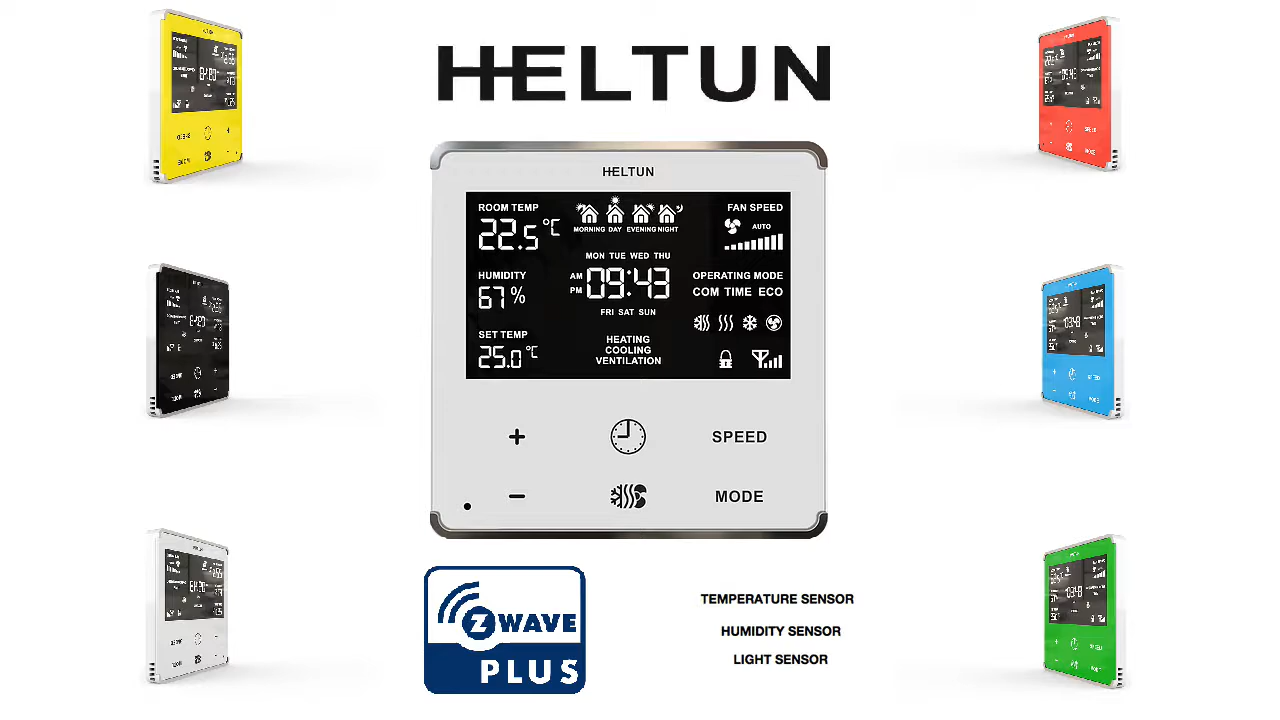 HELTUN
HELTUN
ROOM TEMP
22.5 °C
HUMIDITY
67 %
SET TEMP
25.0 °C
MORNING DAY EVENING NIGHT
MON TUE WED THU
AM
PM
09:43
FRI SAT SUN
HEATING
COOLING
VENTILATION
FAN SPEED
AUTO
OPERATING MODE
COM TIME ECO
+
SPEED
−
MODE
Z WAVE
PLUS
TEMPERATURE SENSOR
HUMIDITY SENSOR
LIGHT SENSOR